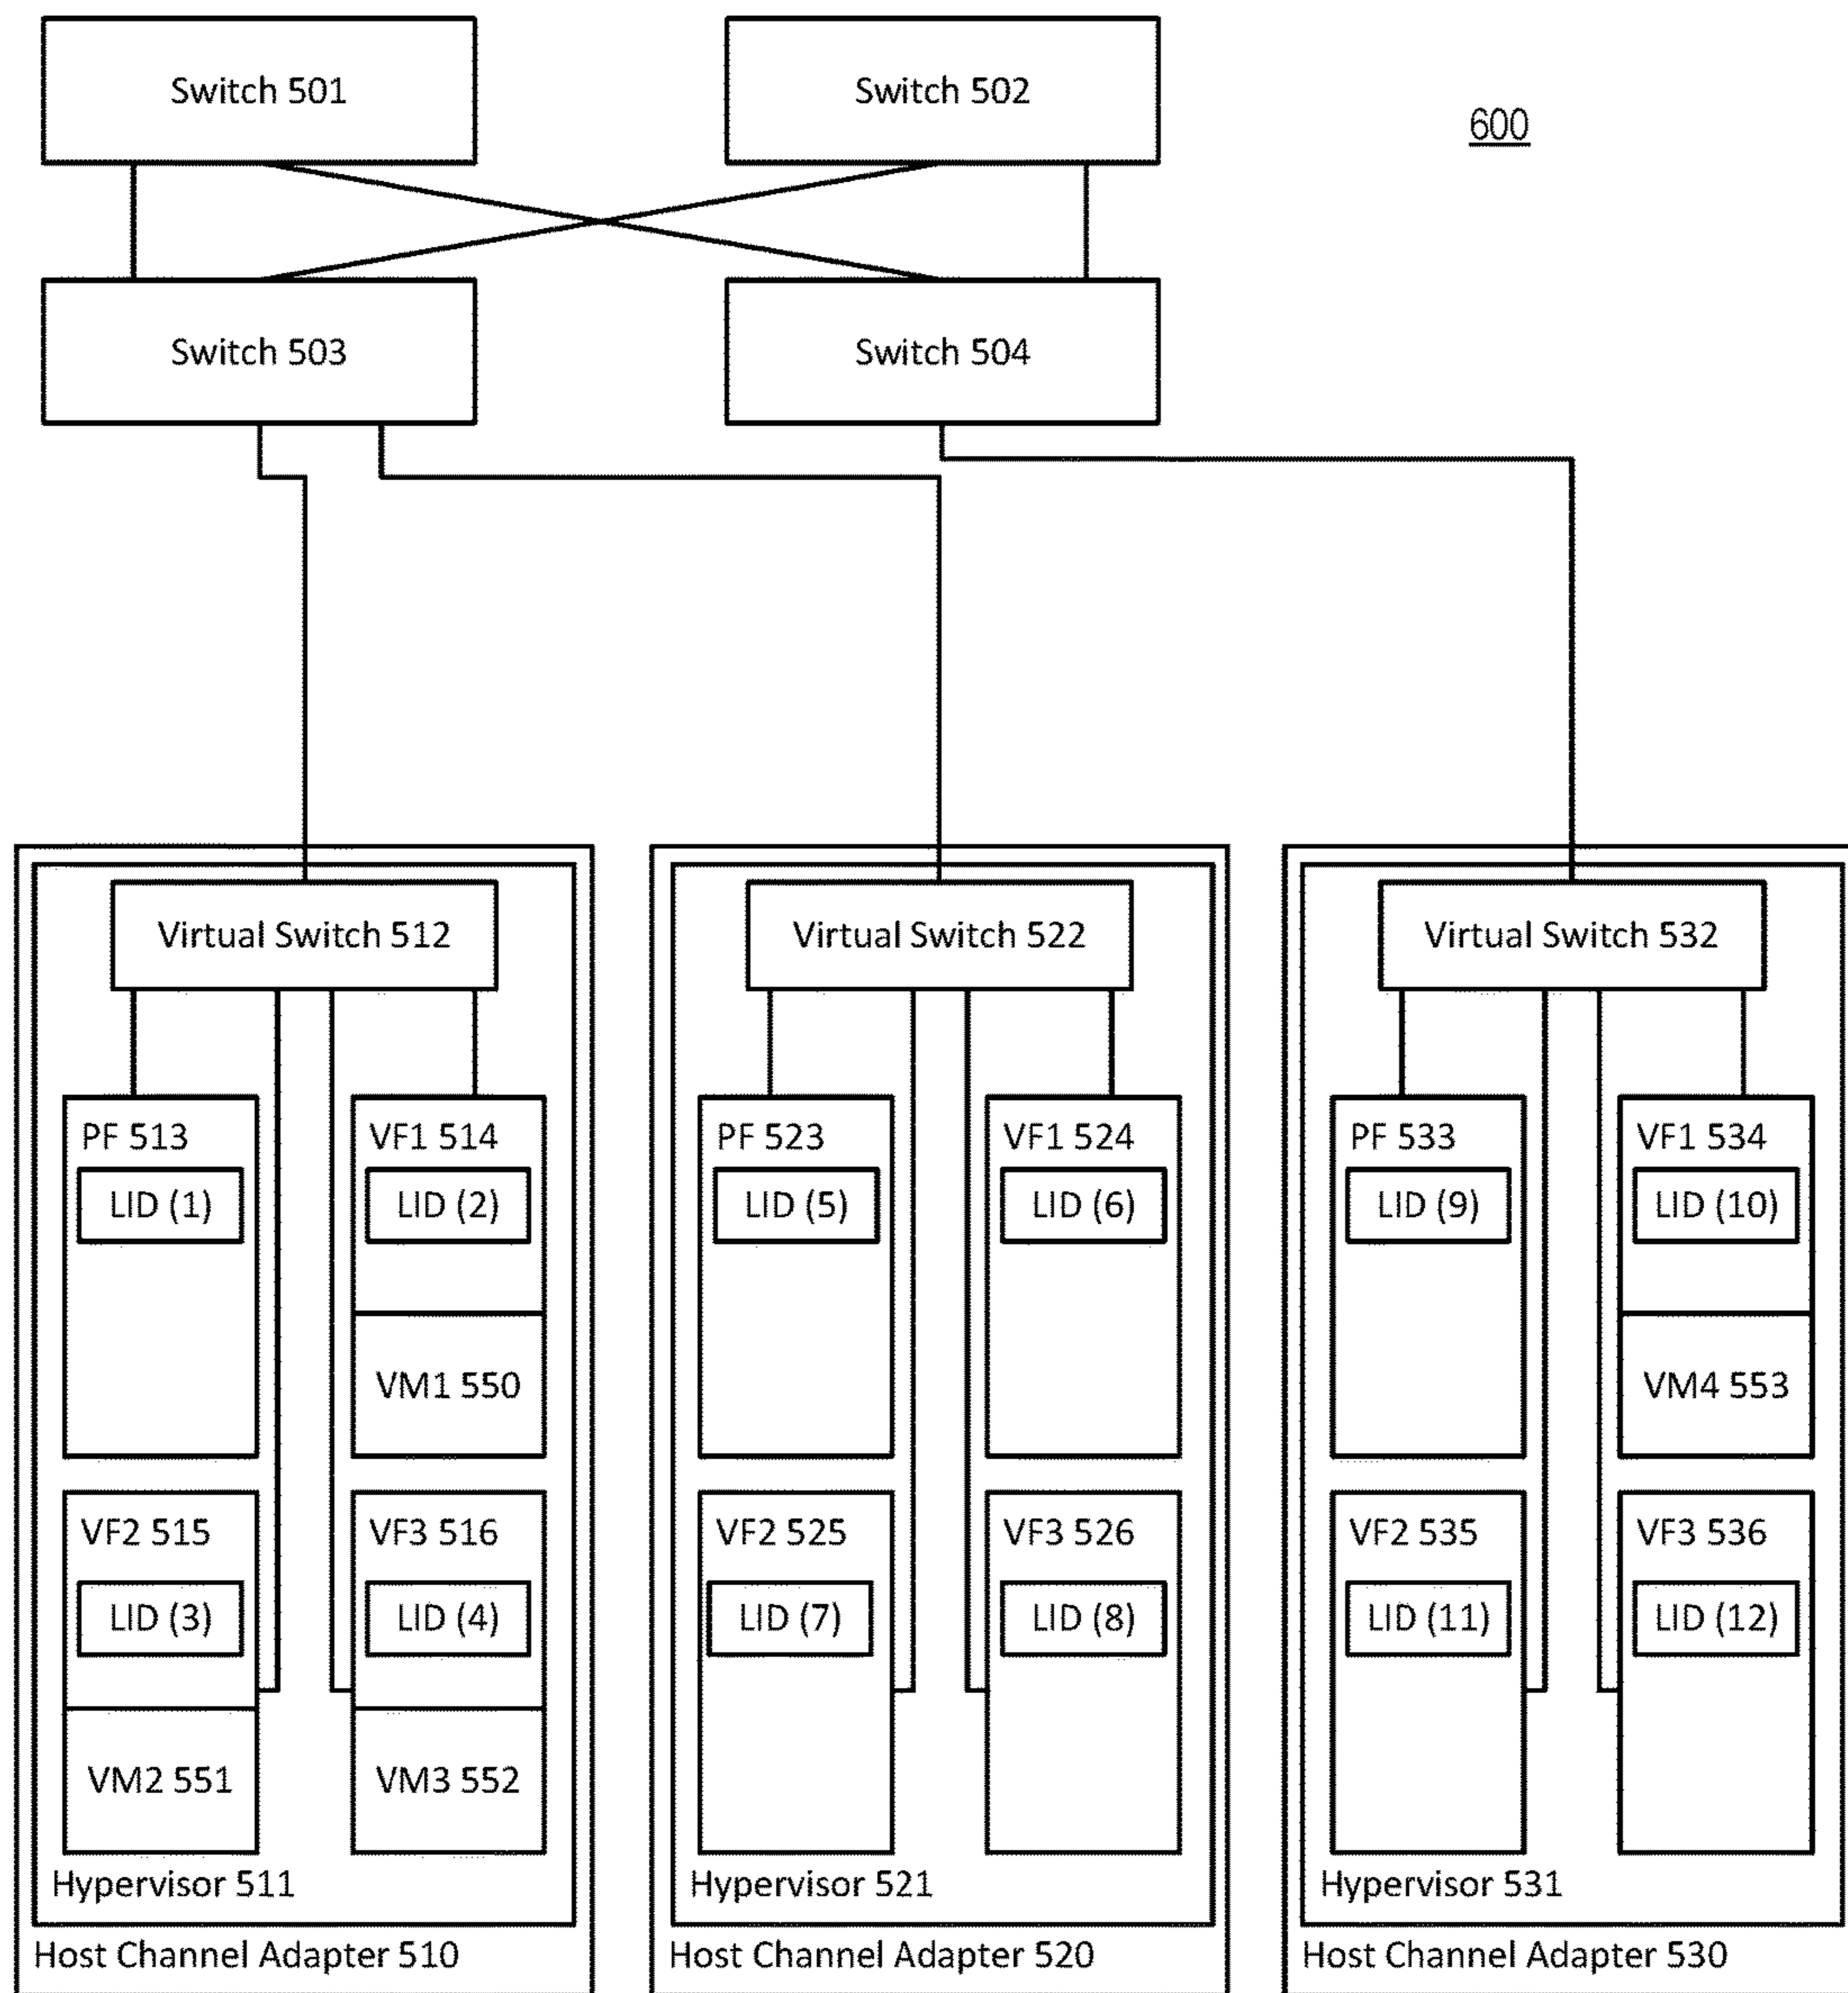 Switch 501
Switch 502
600
Switch 503
Switch 504
Virtual Switch 512
PF 513
LID (1)
VF1 514
LID (2)
VM1 550
VF2 515
LID (3)
VM2 551
VF3 516
LID (4)
VM3 552
Hypervisor 511
Host Channel Adapter 510
Virtual Switch 522
PF 523
LID (5)
VF1 524
LID (6)
VF2 525
LID (7)
VF3 526
LID (8)
Hypervisor 521
Host Channel Adapter 520
Virtual Switch 532
PF 533
LID (9)
VF1 534
LID (10)
VM4 553
VF2 535
LID (11)
VF3 536
LID (12)
Hypervisor 531
Host Channel Adapter 530